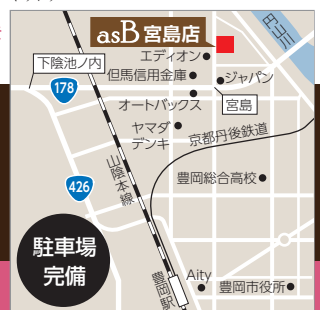 asB 宮島店
円山川
エディオン
下陰池ノ内
但馬信用金庫
ジャパン
178
オートバックス
宮島
ヤマダ
デンキ
京都丹後鉄道
山陰本線
豊岡総合高校
426
駐車場
完備
豊岡駅
Aity
豊岡市役所